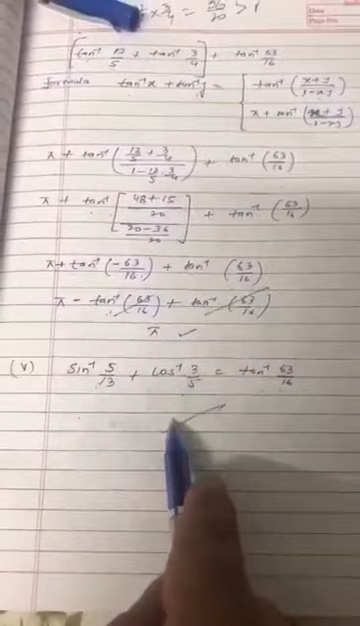 12/5 × 3/4 = 36/20 > 1
[tan⁻¹ 12/5 + tan⁻¹ 3/4] + tan⁻¹ 63/16
Formula tan⁻¹x + tan⁻¹y = { tan⁻¹ ((x+y)/(1-xy))
π + tan⁻¹ ((x+y)/(1-xy))
π + tan⁻¹ ((12/5 + 3/4)/(1 - 12/5 · 3/4)) + tan⁻¹ (63/16)
π + tan⁻¹ [((48+15)/20)/((20-36)/20)] + tan⁻¹ (63/16)
π + tan⁻¹ (-63/16) + tan⁻¹ (63/16)
π - tan⁻¹ (63/16) + tan⁻¹ (63/16)
π ✓
(V) Sin⁻¹ 5/13 + Cos⁻¹ 3/5 = tan⁻¹ 63/16